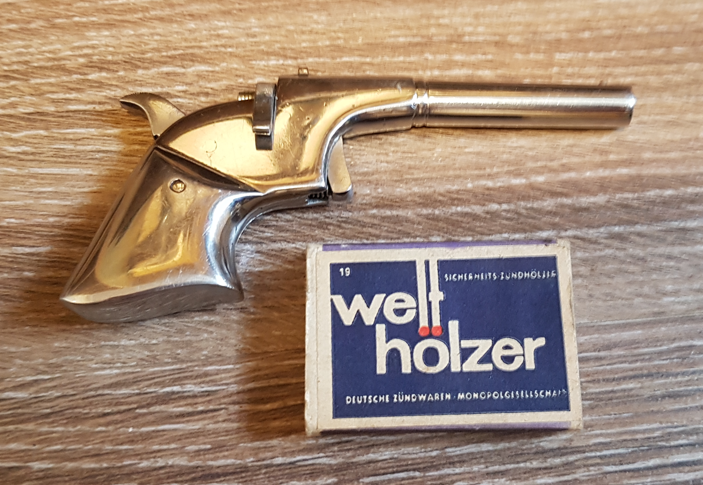 19
SICHERHEITS-ZÜNDHÖLZER
welt
hölzer
DEUTSCHE ZÜNDWAREN-MONOPOLGESELLSCHAFT